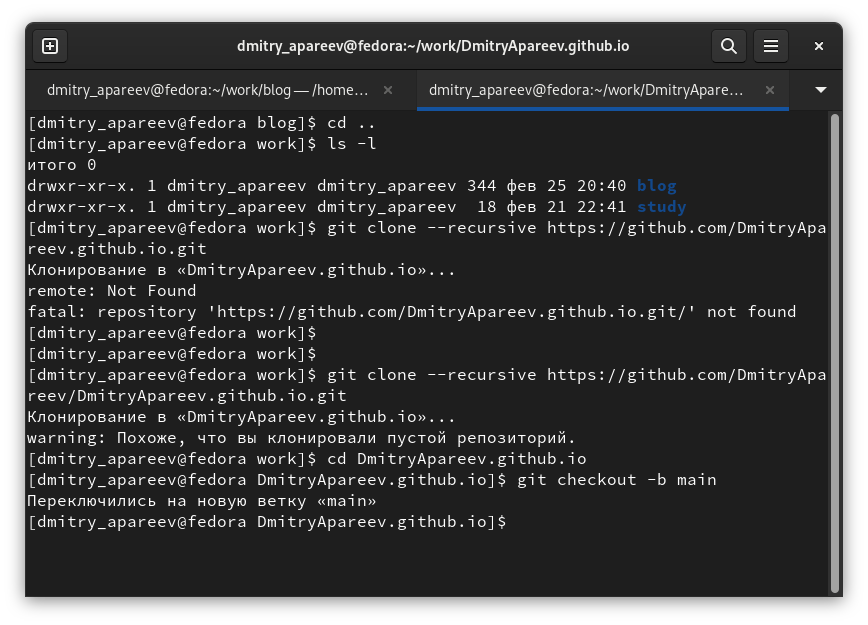 dmitry_apareev@fedora:~/work/DmitryApareev.github.io
dmitry_apareev@fedora:~/work/blog — /home...
dmitry_apareev@fedora:~/work/DmitryApare...
[dmitry_apareev@fedora blog]$ cd ..
[dmitry_apareev@fedora work]$ ls -l
итого 0
drwxr-xr-x. 1 dmitry_apareev dmitry_apareev 344 фев 25 20:40 blog
drwxr-xr-x. 1 dmitry_apareev dmitry_apareev  18 фев 21 22:41 study
[dmitry_apareev@fedora work]$ git clone --recursive https://github.com/DmitryApa
reev.github.io.git
Клонирование в «DmitryApareev.github.io»...
remote: Not Found
fatal: repository 'https://github.com/DmitryApareev.github.io.git/' not found
[dmitry_apareev@fedora work]$
[dmitry_apareev@fedora work]$
[dmitry_apareev@fedora work]$ git clone --recursive https://github.com/DmitryApa
reev/DmitryApareev.github.io.git
Клонирование в «DmitryApareev.github.io»...
warning: Похоже, что вы клонировали пустой репозиторий.
[dmitry_apareev@fedora work]$ cd DmitryApareev.github.io
[dmitry_apareev@fedora DmitryApareev.github.io]$ git checkout -b main
Переключились на новую ветку «main»
[dmitry_apareev@fedora DmitryApareev.github.io]$